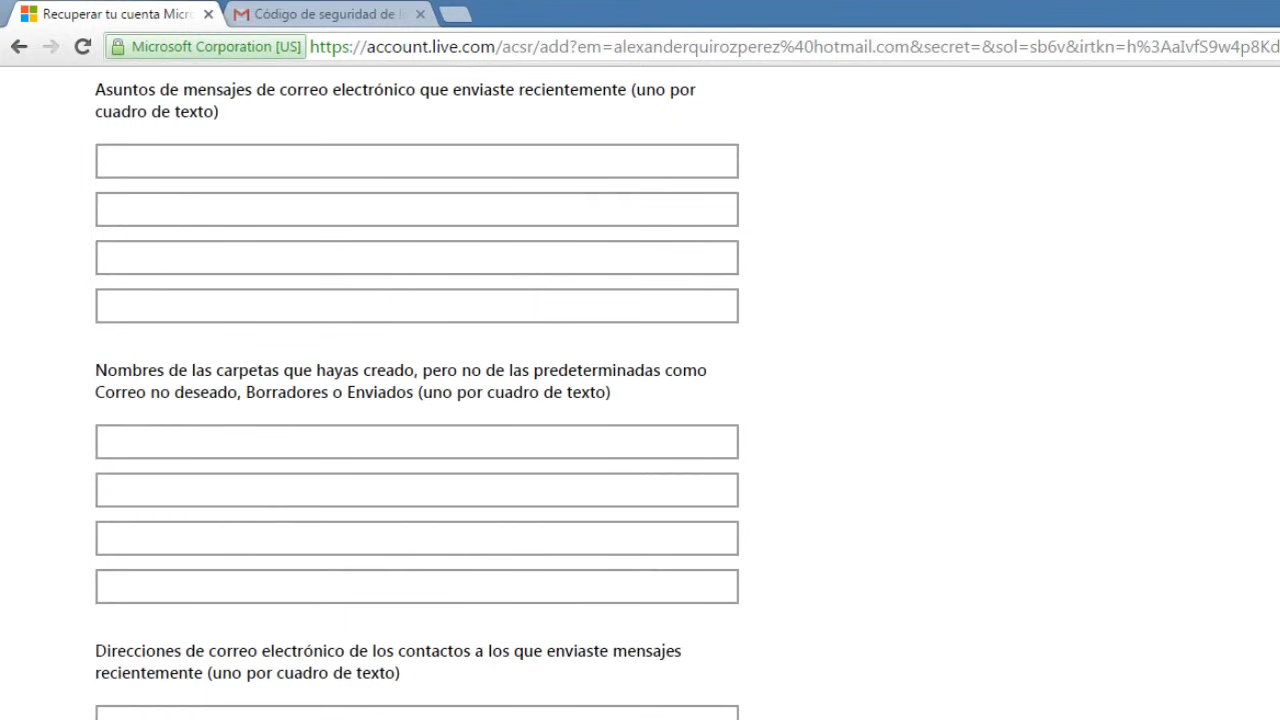 Recuperar tu cuenta Micro
Código de seguridad de
Microsoft Corporation [US] https://account.live.com/acsr/add?em=alexanderquirozperez%40hotmail.com&secret=&sol=sb6v&irtkn=h%3AaIvfS9w4p8Kd
Asuntos de mensajes de correo electrónico que enviaste recientemente (uno por
cuadro de texto)
Nombres de las carpetas que hayas creado, pero no de las predeterminadas como
Correo no deseado, Borradores o Enviados (uno por cuadro de texto)
Direcciones de correo electrónico de los contactos a los que enviaste mensajes
recientemente (uno por cuadro de texto)